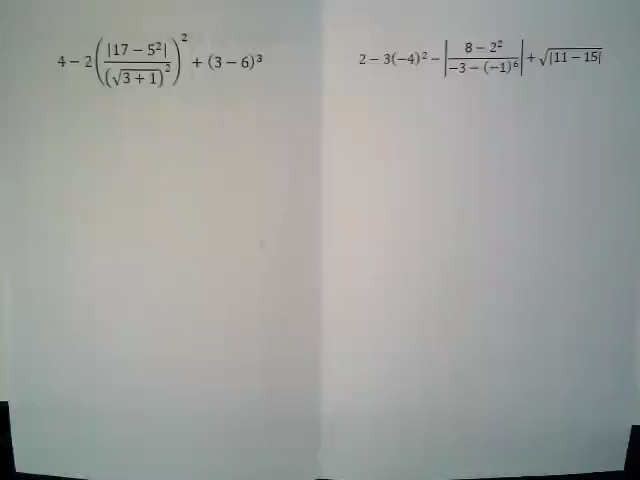 4 − 2(|17 − 5²| / (√(3 + 1))²)² + (3 − 6)³
2 − 3(−4)² − |(8 − 2²) / (−3 − (−1)⁶)| + √|11 − 15|